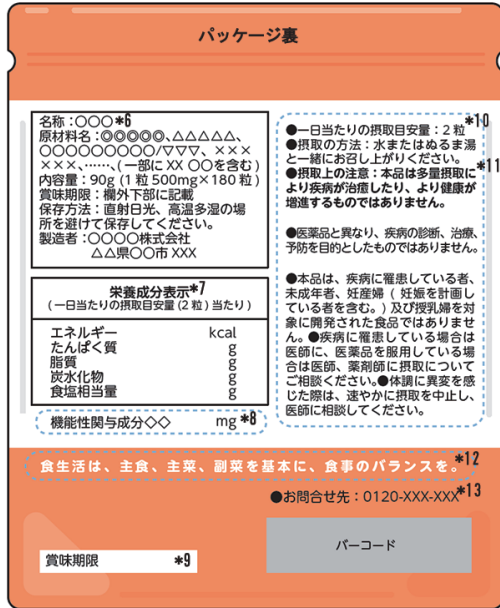 パッケージ裏
名称：〇〇〇*6
原材料名：◎◎◎◎◎、△△△△△、
〇〇〇〇〇〇〇〇〇/▽▽▽、×××
×××、……、(一部に XX 〇〇を含む)
内容量：90g (1 粒 500mg×180 粒)
賞味期限：欄外下部に記載
保存方法：直射日光、高温多湿の場
所を避けて保存してください。
製造者：〇〇〇〇株式会社
△△県〇〇市 XXX
栄養成分表示*7
(一日当たりの摂取目安量 (2 粒) 当たり)
エネルギー kcal
たんぱく質 g
脂質 g
炭水化物 g
食塩相当量 g
機能性関与成分◇◇ mg *8
*10
●一日当たりの摂取目安量：2 粒
●摂取の方法：水またはぬるま湯
と一緒にお召し上がりください。
*11
●摂取上の注意：本品は多量摂取に
より疾病が治癒したり、より健康が
増進するものではありません。
●医薬品と異なり、疾病の診断、治療、
予防を目的としたものではありません。
●本品は、疾病に罹患している者、
未成年者、妊産婦 ( 妊娠を計画し
ている者を含む。) 及び授乳婦を対
象に開発された食品ではありませ
ん。●疾病に罹患している場合は
医師に、医薬品を服用している場
合は医師、薬剤師に摂取について
ご相談ください。●体調に異変を感
じた際は、速やかに摂取を中止し、
医師に相談してください。
食生活は、主食、主菜、副菜を基本に、食事のバランスを。*12
●お問合せ先：0120-XXX-XXX*13
バーコード
賞味期限 *9